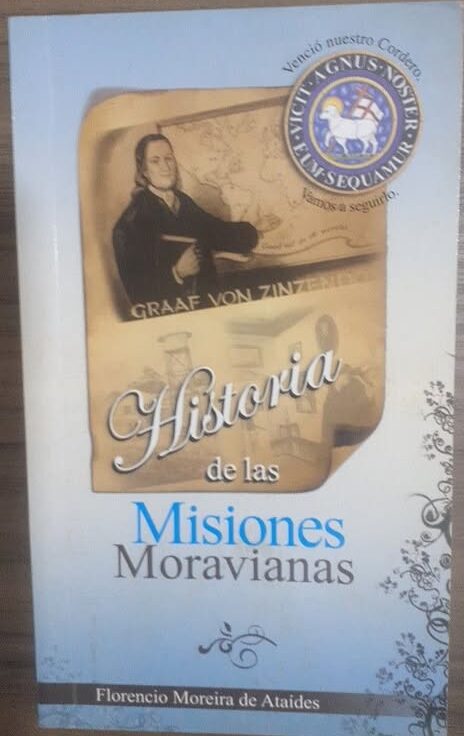 Venció nuestro Cordero.
VICIT · AGNUS · NOSTER ·
EUM · SEQUAMUR ·
Vamos a seguirlo.
GRAAF VON ZINZENDORF
Historia
de las
Misiones
Moravianas
Florencio Moreira de Ataides